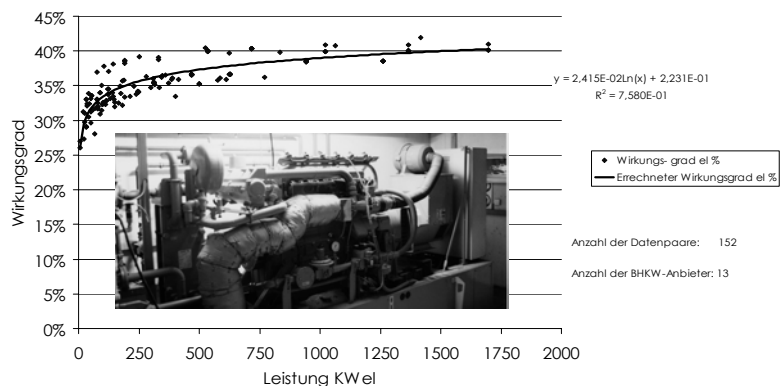 45%
40%
35%
30%
25%
20%
15%
10%
5%
0%
Wirkungsgrad
0 250 500 750 1000 1250 1500 1750 2000
Leistung KWel
y = 2,415E-02Ln(x) + 2,231E-01
R² = 7,580E-01
Wirkungs- grad el %
Errechneter Wirkungsgrad el %
Anzahl der Datenpaare: 152
Anzahl der BHKW-Anbieter: 13